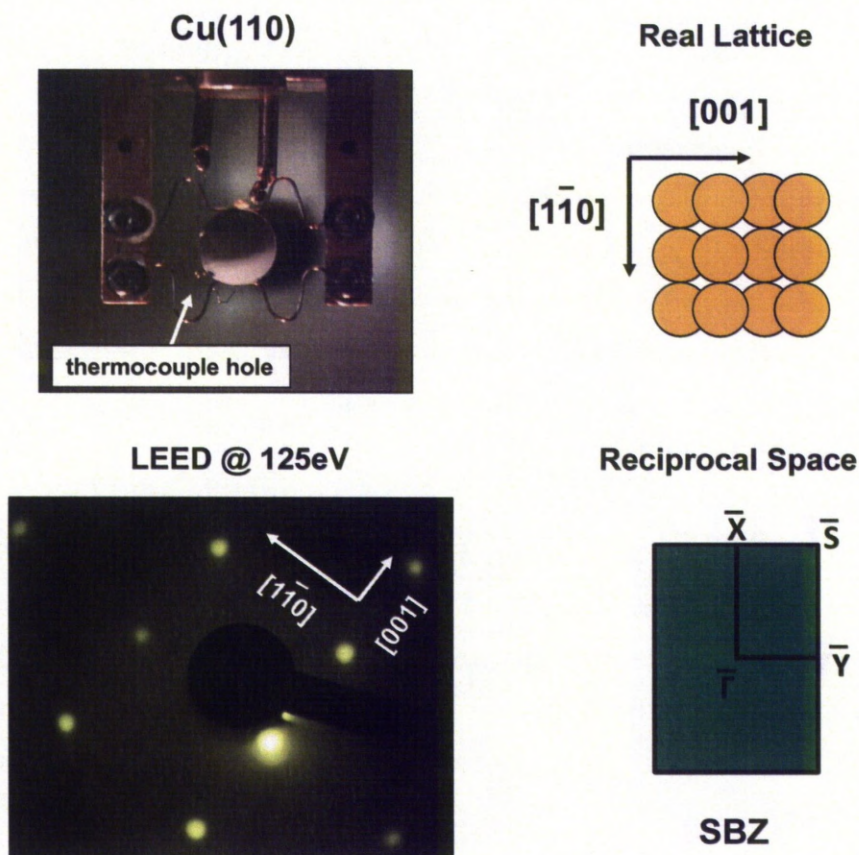 Cu(110)
Real Lattice
[001]
[11̅0]
thermocouple hole
LEED @ 125eV
Reciprocal Space
[11̅0]
[001]
X̅
S̅
Y̅
Γ̅
SBZ